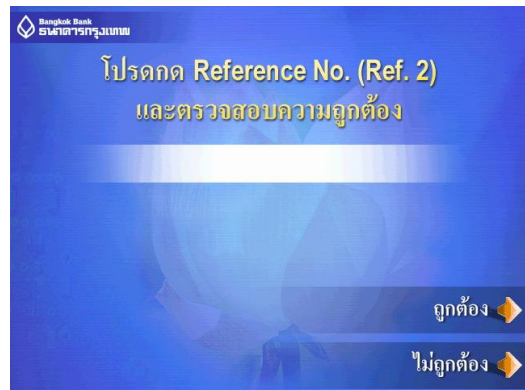 Bangkok Bank
ธนาคารกรุงเทพ
โปรดกด Reference No. (Ref. 2)
และตรวจสอบความถูกต้อง
ถูกต้อง
ไม่ถูกต้อง